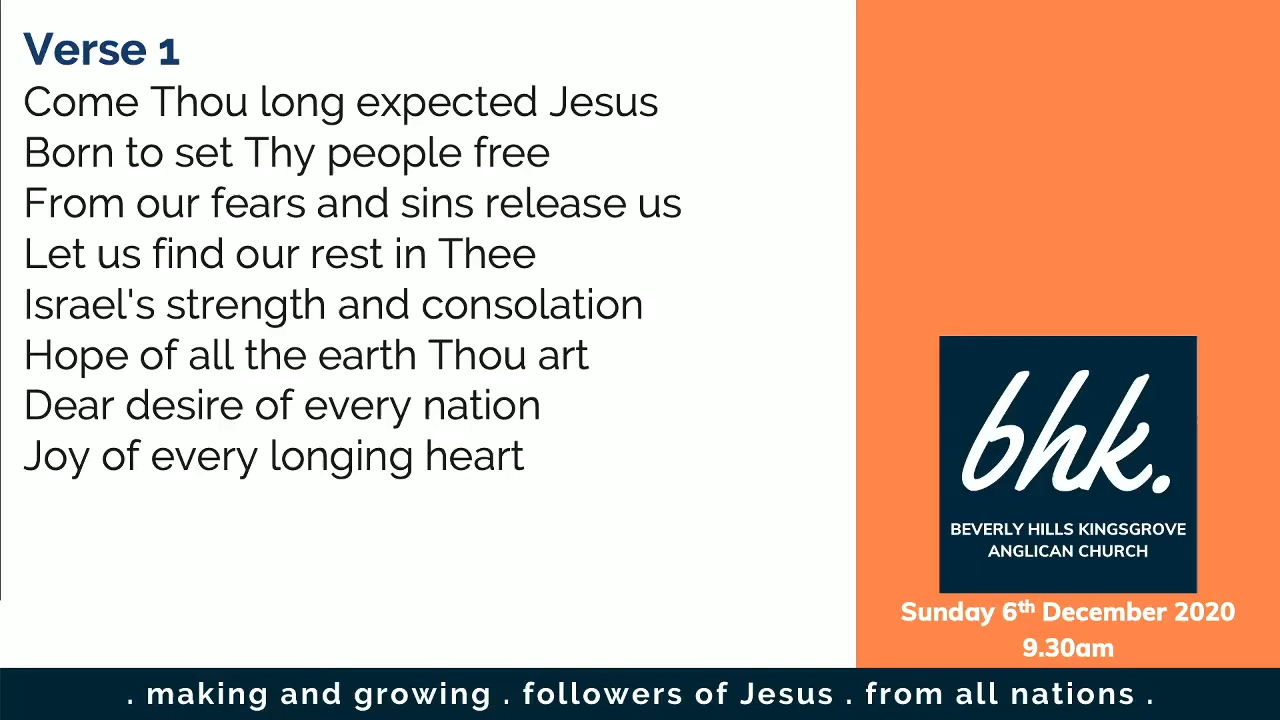 Verse 1
Come Thou long expected Jesus
Born to set Thy people free
From our fears and sins release us
Let us find our rest in Thee
Israel's strength and consolation
Hope of all the earth Thou art
Dear desire of every nation
Joy of every longing heart
bhk.
BEVERLY HILLS KINGSGROVE
ANGLICAN CHURCH
Sunday 6th December 2020
9.30am
. making and growing . followers of Jesus . from all nations .